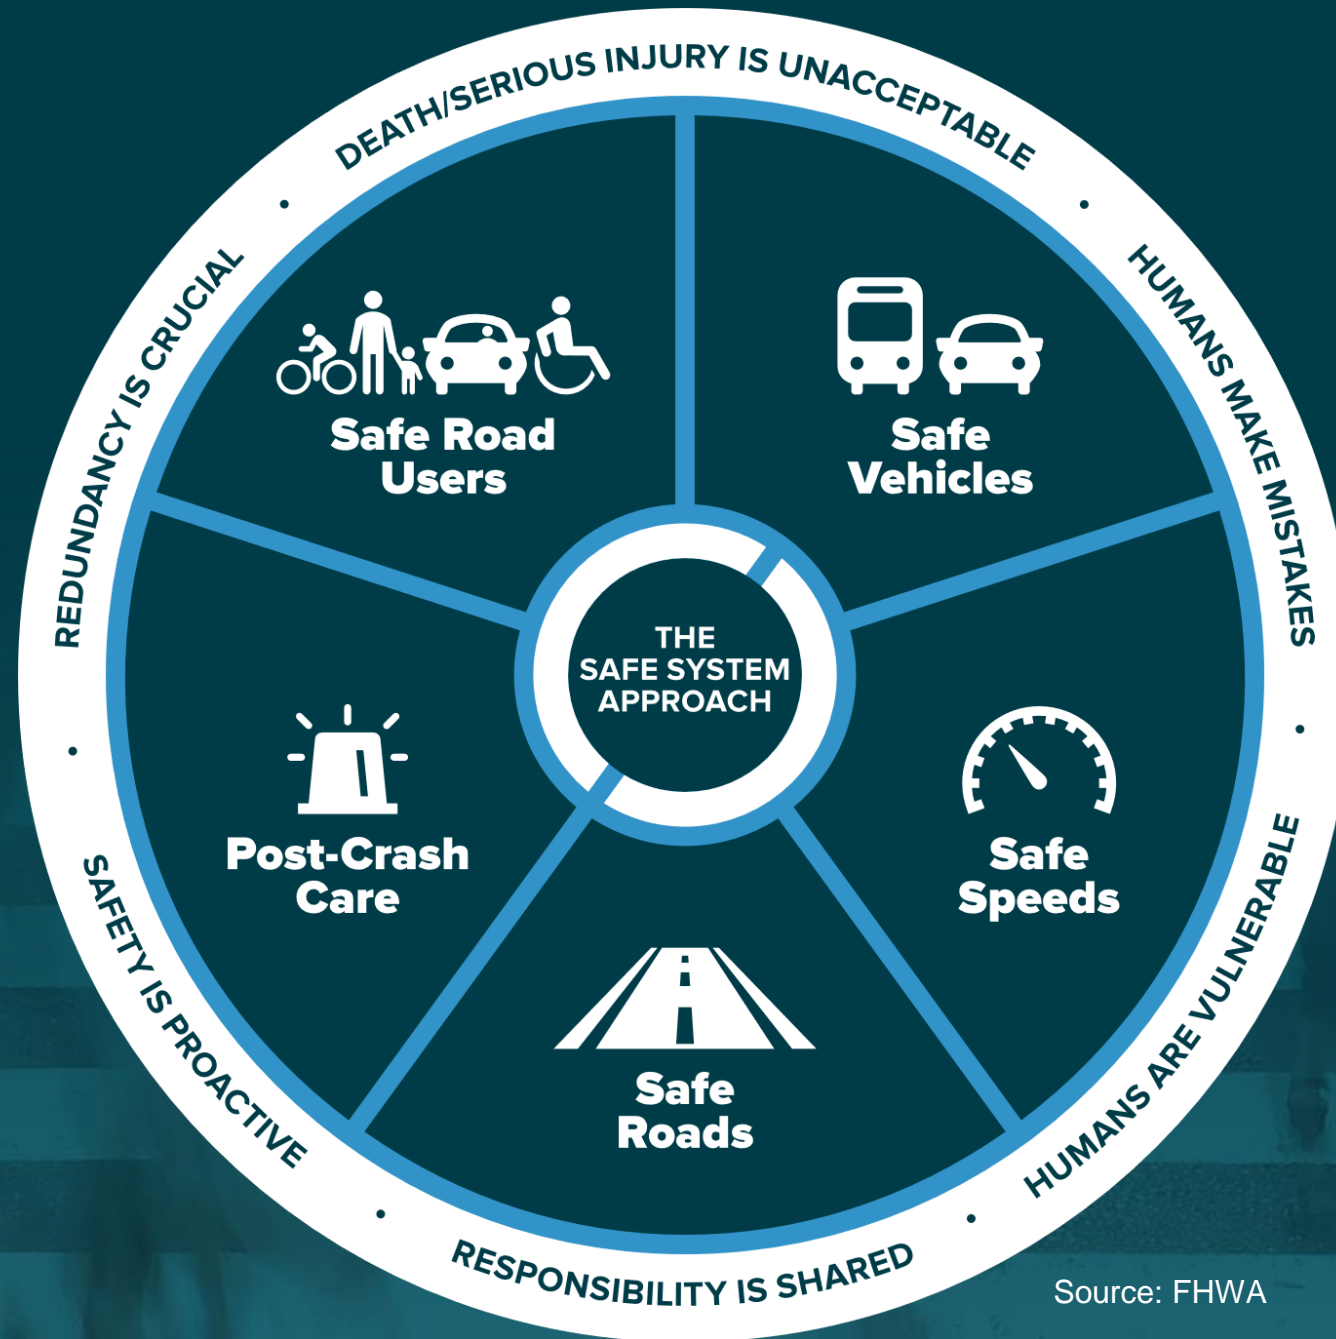 DEATH/SERIOUS INJURY IS UNACCEPTABLE
•
HUMANS MAKE MISTAKES
•
HUMANS ARE VULNERABLE
•
RESPONSIBILITY IS SHARED
•
SAFETY IS PROACTIVE
•
REDUNDANCY IS CRUCIAL
•
Safe Road
Users
Safe
Vehicles
THE
SAFE SYSTEM
APPROACH
Post-Crash
Care
Safe
Speeds
Safe
Roads
Source: FHWA